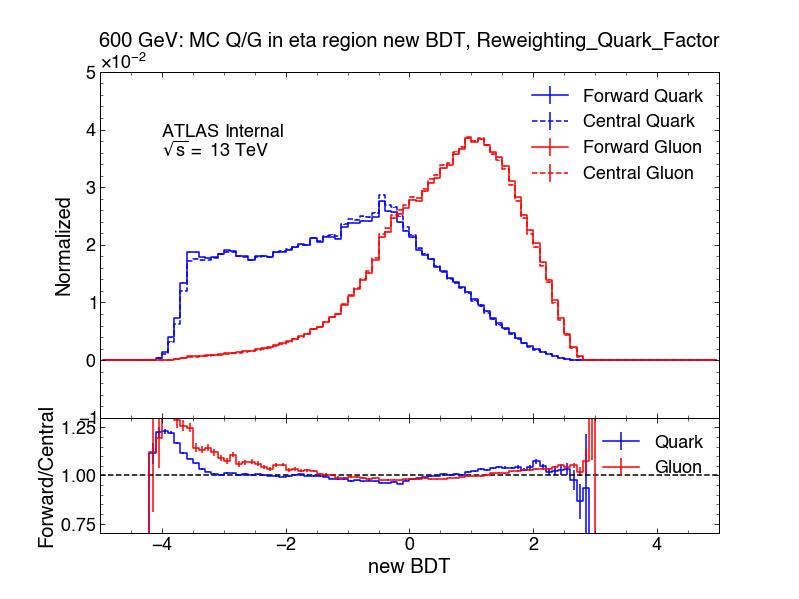 600 GeV: MC Q/G in eta region new BDT, Reweighting_Quark_Factor
×10⁻²
5
4
3
2
1
0
−1
Normalized
ATLAS Internal
√s = 13 TeV
Forward Quark
Central Quark
Forward Gluon
Central Gluon
Forward/Central
1.25
1.00
0.75
Quark
Gluon
−4 −2 0 2 4
new BDT